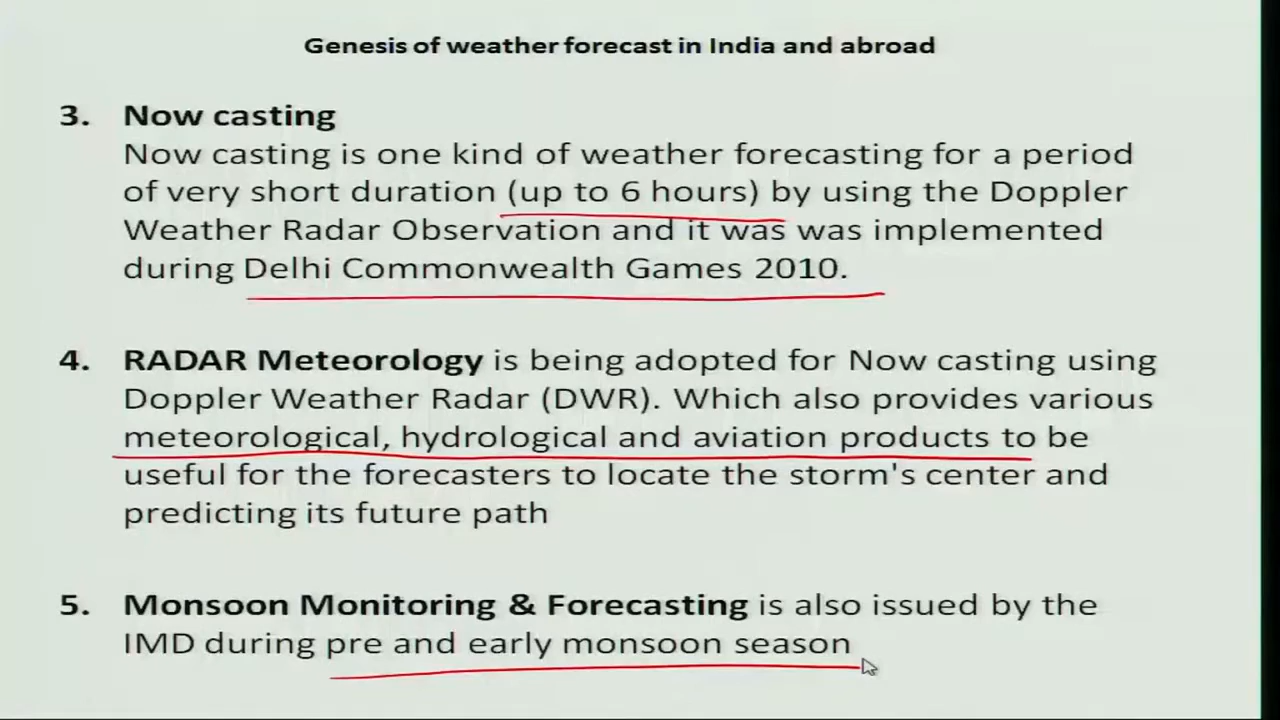 Genesis of weather forecast in India and abroad
3. Now casting
Now casting is one kind of weather forecasting for a period
of very short duration (up to 6 hours) by using the Doppler
Weather Radar Observation and it was was implemented
during Delhi Commonwealth Games 2010.
4. RADAR Meteorology is being adopted for Now casting using
Doppler Weather Radar (DWR). Which also provides various
meteorological, hydrological and aviation products to be
useful for the forecasters to locate the storm's center and
predicting its future path
5. Monsoon Monitoring & Forecasting is also issued by the
IMD during pre and early monsoon season